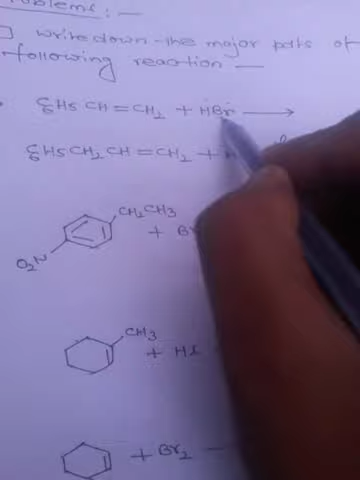 ] write down the major pdts of
following reaction —
C6H5 CH = CH2 + HBr →
C6H5 CH2 CH = CH2 + H
CH2CH3
+ Br
O2N
CH3
+ HI
+ Br2 —